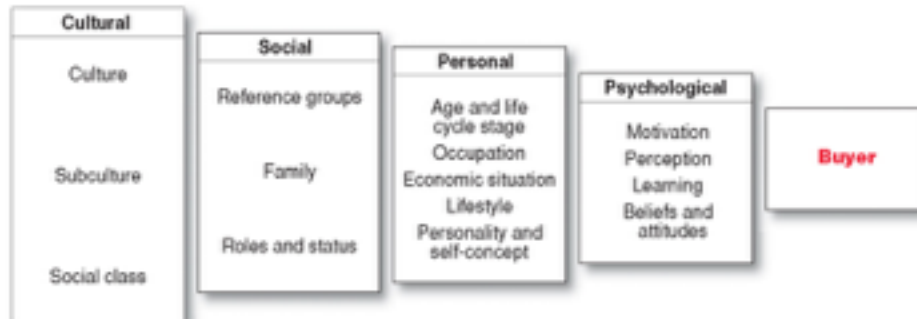 Cultural
Culture
Subculture
Social class
Social
Reference groups
Family
Roles and status
Personal
Age and life
cycle stage
Occupation
Economic situation
Lifestyle
Personality and
self-concept
Psychological
Motivation
Perception
Learning
Beliefs and
attitudes
Buyer